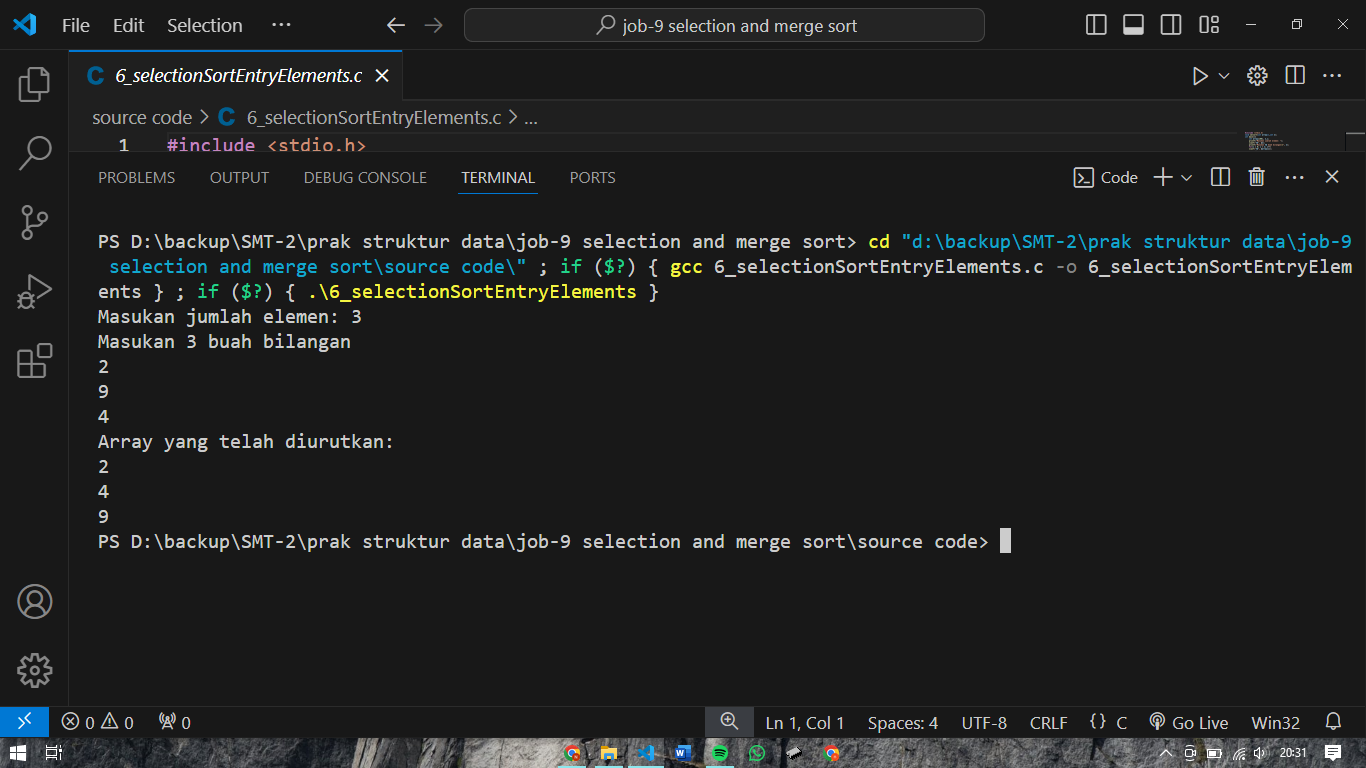 File Edit Selection ··· job-9 selection and merge sort
6_selectionSortEntryElements.c
source code > C 6_selectionSortEntryElements.c > ...
1 #include <stdio.h>
PROBLEMS OUTPUT DEBUG CONSOLE TERMINAL PORTS Code
PS D:\backup\SMT-2\prak struktur data\job-9 selection and merge sort> cd "d:\backup\SMT-2\prak struktur data\job-9
selection and merge sort\source code\" ; if ($?) { gcc 6_selectionSortEntryElements.c -o 6_selectionSortEntryElem
ents } ; if ($?) { .\6_selectionSortEntryElements }
Masukan jumlah elemen: 3
Masukan 3 buah bilangan
2
9
4
Array yang telah diurutkan:
2
4
9
PS D:\backup\SMT-2\prak struktur data\job-9 selection and merge sort\source code>
0 0 0 Ln 1, Col 1 Spaces: 4 UTF-8 CRLF {} C Go Live Win32
20:31